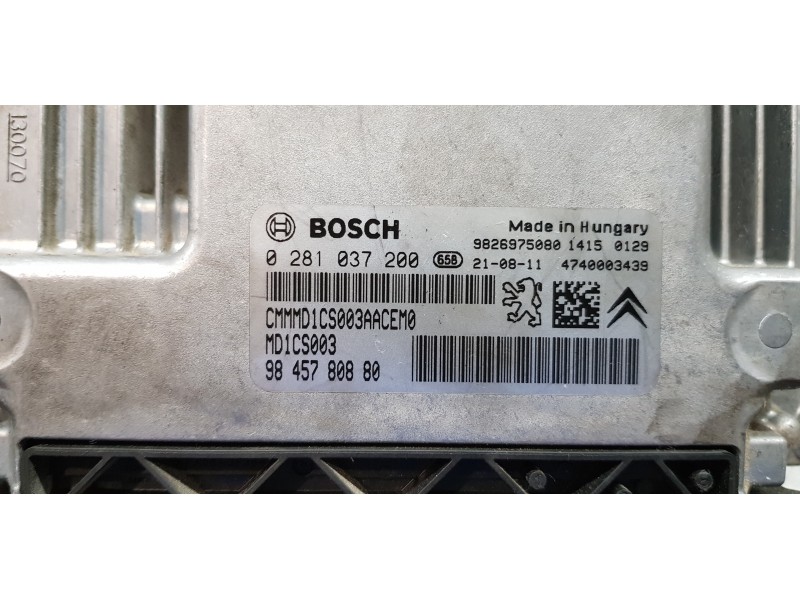 130070
BOSCH
Made in Hungary
9826975080 1415 0129
0 281 037 200 658 21-08-11 4740003439
CMMMD1CS003AACEM0
MD1CS003
98 457 808 80